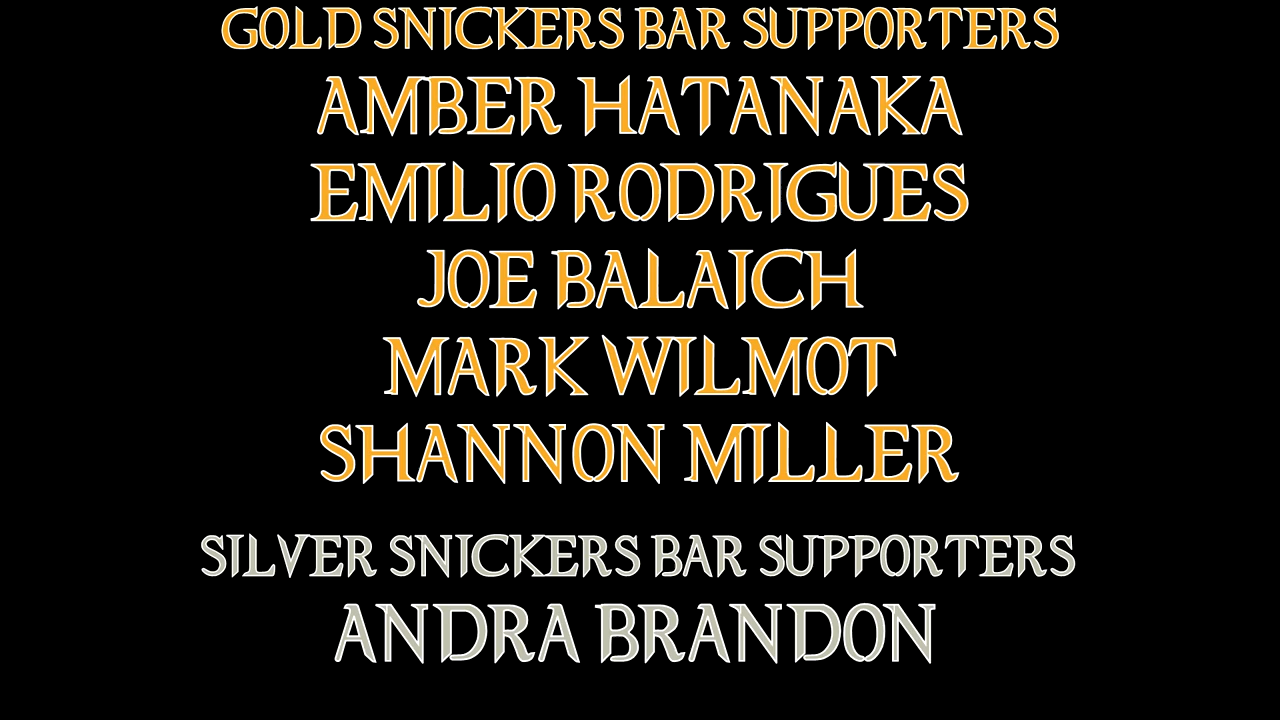 GOLD SNICKERS BAR SUPPORTERS
AMBER HATANAKA
EMILIO RODRIGUES
JOE BALAICH
MARK WILMOT
SHANNON MILLER
SILVER SNICKERS BAR SUPPORTERS
ANDRA BRANDON